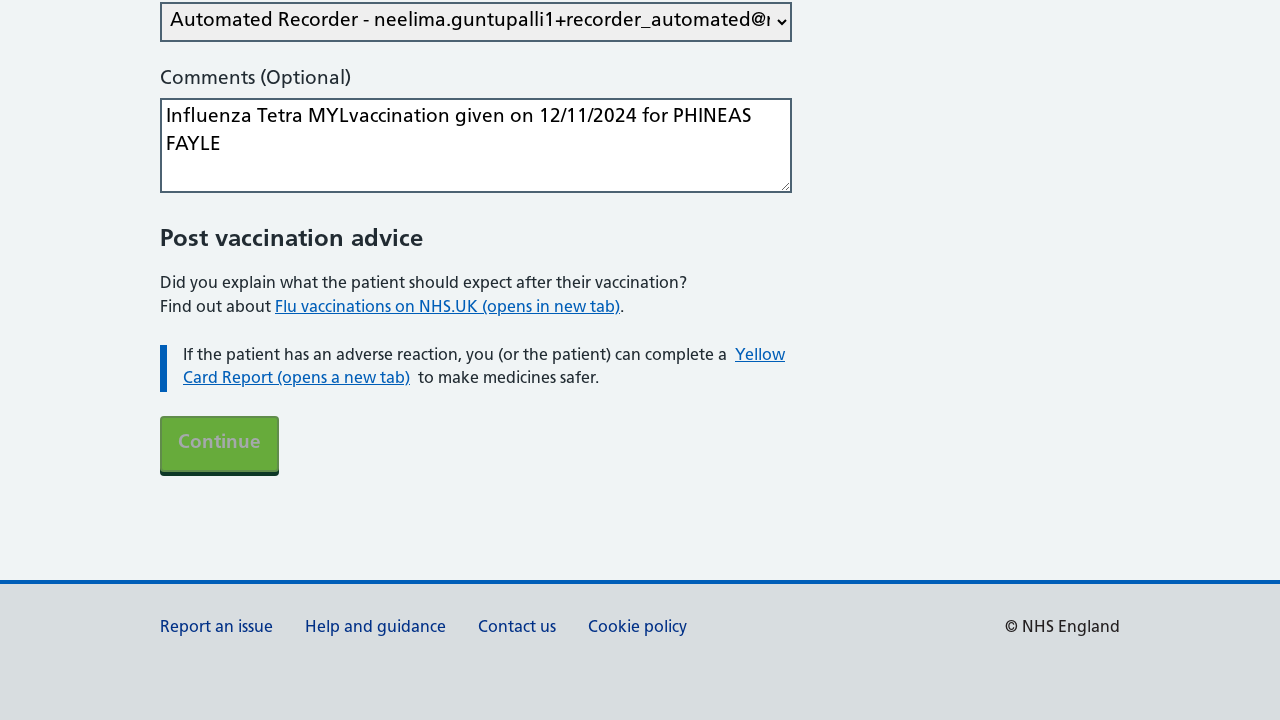 Automated Recorder - neelima.guntupalli1+recorder_automated@
Comments (Optional)
Influenza Tetra MYLvaccination given on 12/11/2024 for PHINEAS
FAYLE
Post vaccination advice
Did you explain what the patient should expect after their vaccination?
Find out about Flu vaccinations on NHS.UK (opens in new tab).
If the patient has an adverse reaction, you (or the patient) can complete a Yellow
Card Report (opens a new tab) to make medicines safer.
Continue
Report an issue Help and guidance Contact us Cookie policy © NHS England